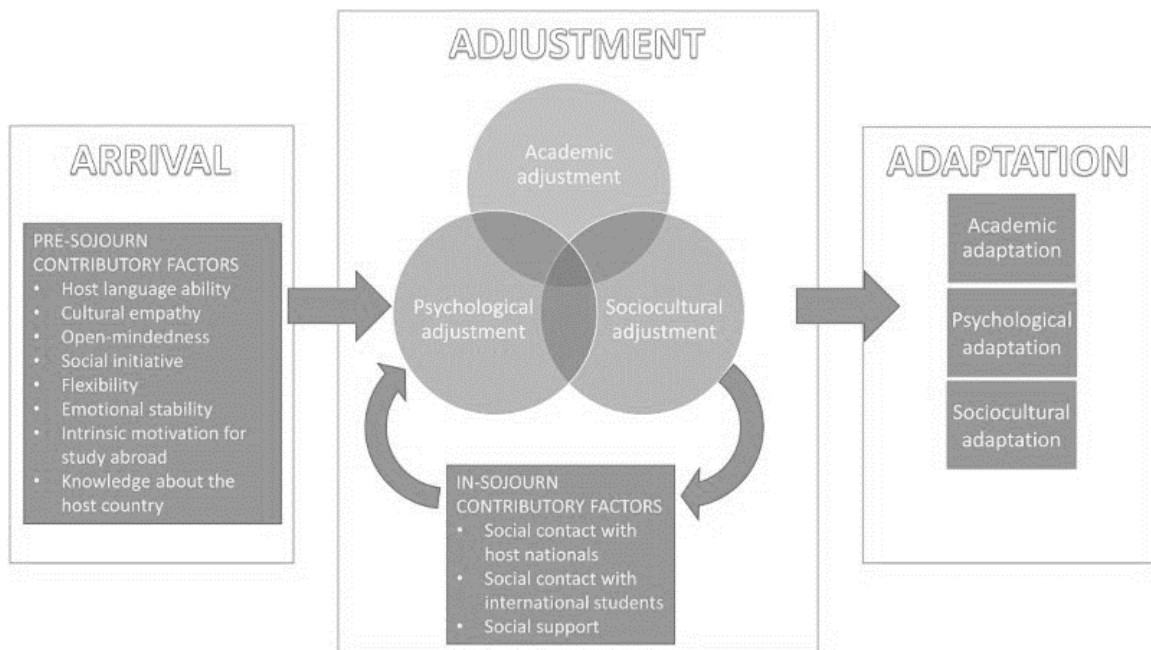 ARRIVAL
PRE-SOJOURN
CONTRIBUTORY FACTORS
• Host language ability
• Cultural empathy
• Open-mindedness
• Social initiative
• Flexibility
• Emotional stability
• Intrinsic motivation for
study abroad
• Knowledge about the
host country
ADJUSTMENT
Academic
adjustment
Psychological
adjustment
Sociocultural
adjustment
IN-SOJOURN
CONTRIBUTORY FACTORS
• Social contact with
host nationals
• Social contact with
international students
• Social support
ADAPTATION
Academic
adaptation
Psychological
adaptation
Sociocultural
adaptation